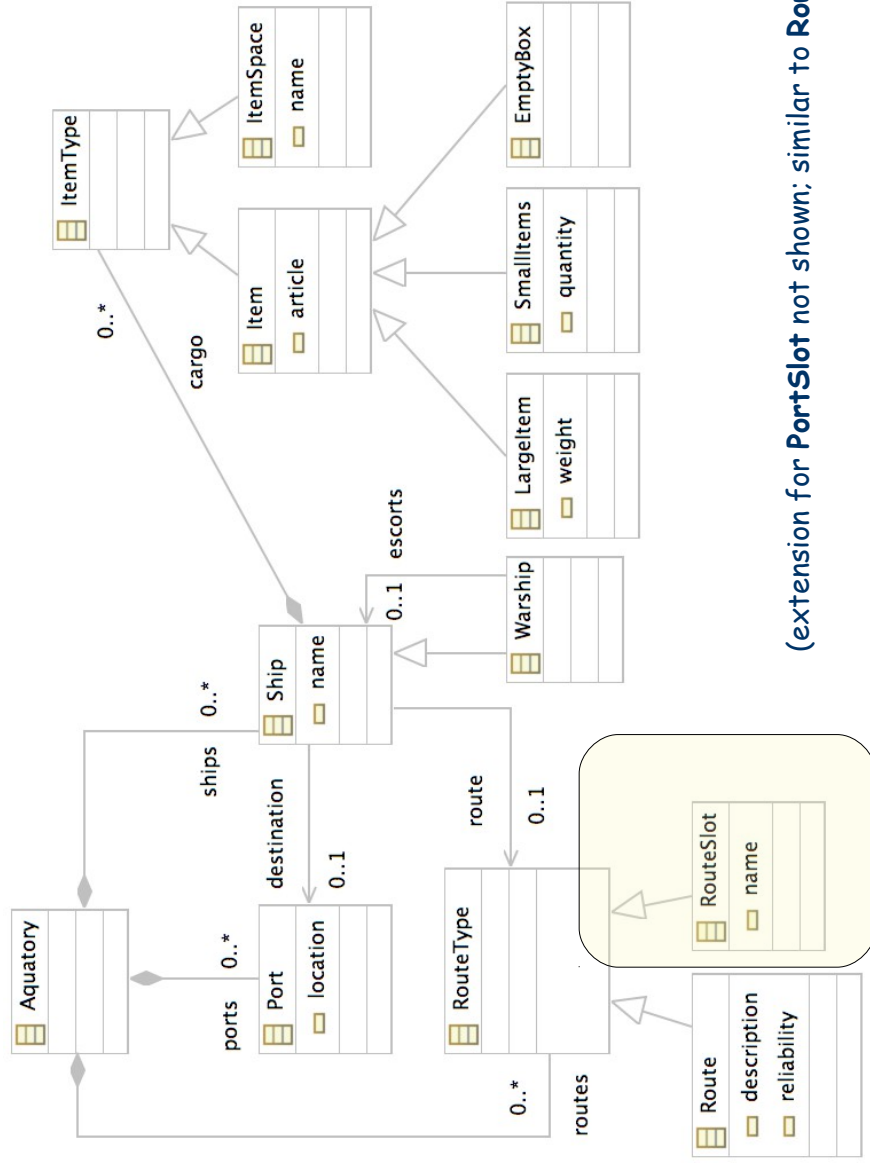 Aquatory
ships
0..*
ports
0..*
Port
location
destination
0..1
Ship
name
cargo
0..*
ItemType
Item
article
ItemSpace
name
routes
0..*
RouteType
route
0..1
Warship
escorts
0..1
LargeItem
weight
SmallItems
quantity
EmptyBox
Route
description
reliability
RouteSlot
name
(extension for PortSlot not shown; similar to Rou